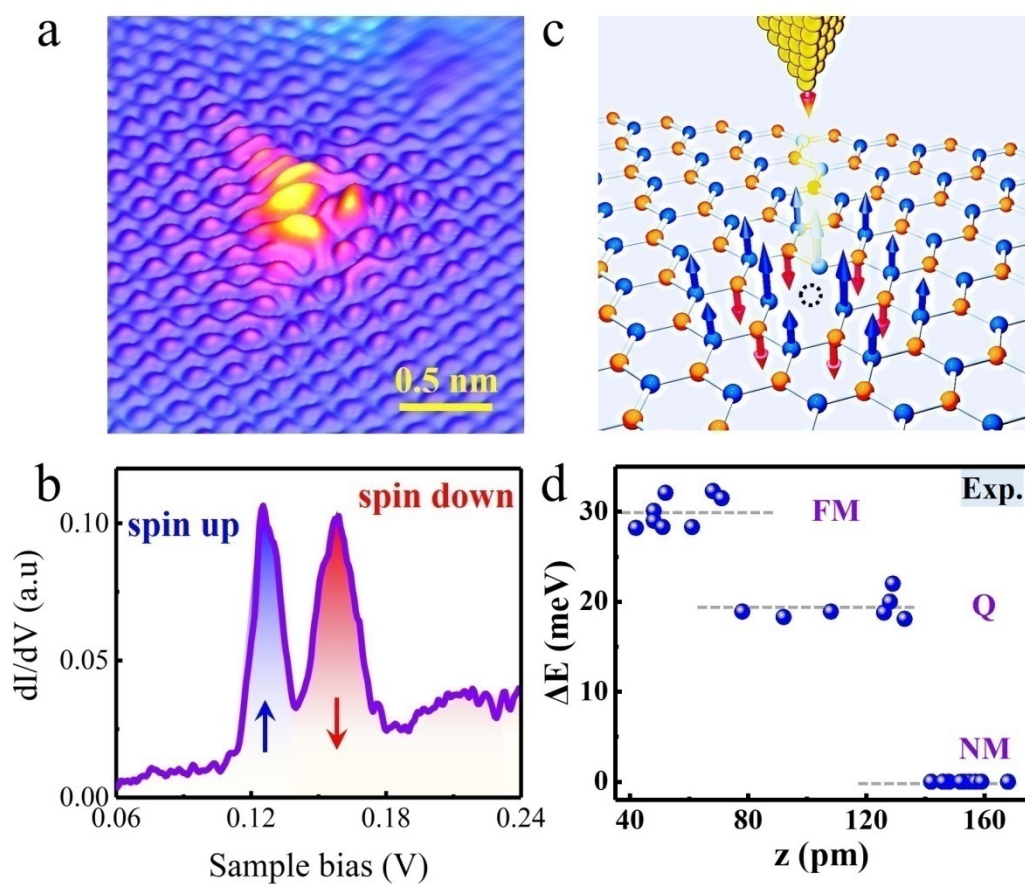 a
0.5 nm
c
b
spin up
spin down
0.10
0.05
0.00
dI/dV (a.u)
0.06
0.12
0.18
0.24
Sample bias (V)
d
Exp.
FM
Q
NM
30
20
10
0
ΔE (meV)
40
80
120
160
z (pm)